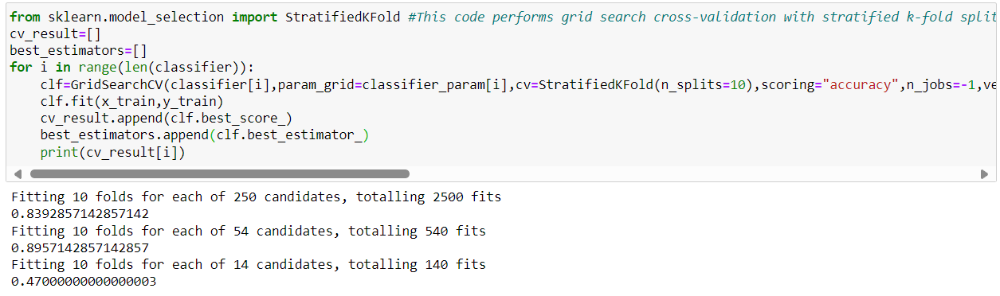 from sklearn.model_selection import StratifiedKFold #This code performs grid search cross-validation with stratified k-fold split
cv_result=[]
best_estimators=[]
for i in range(len(classifier)):
    clf=GridSearchCV(classifier[i],param_grid=classifier_param[i],cv=StratifiedKFold(n_splits=10),scoring="accuracy",n_jobs=-1,ve
    clf.fit(x_train,y_train)
    cv_result.append(clf.best_score_)
    best_estimators.append(clf.best_estimator_)
    print(cv_result[i])
Fitting 10 folds for each of 250 candidates, totalling 2500 fits
0.8392857142857142
Fitting 10 folds for each of 54 candidates, totalling 540 fits
0.8957142857142857
Fitting 10 folds for each of 14 candidates, totalling 140 fits
0.47000000000000003